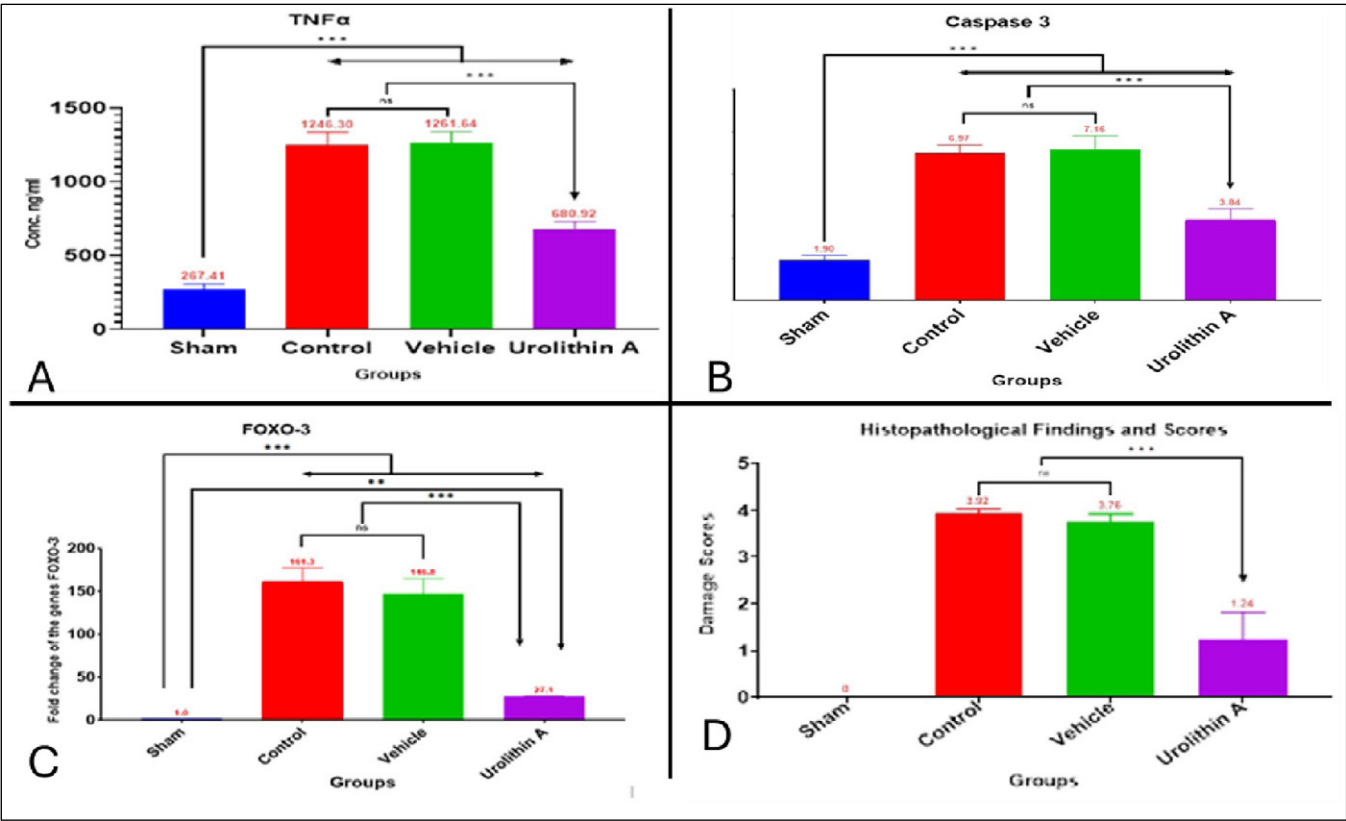 TNFα
***
***
ns
1500
1246.30
1261.64
1000
Conc. ng/ml
680.92
500
267.41
0
Sham Control Vehicle Urolithin A
Groups
A
Caspase 3
***
***
ns
6.97
7.16
3.84
1.90
Sham
Control
Vehicle
Urolithin A
Groups
B
FOXO-3
***
**
***
ns
Fold change of the genes FOXO-3
200
161.3
150
100
50
27.1
1.0
0
Sham
Control
Vehicle
Urolithin A
Groups
C
Histopathological Findings and Scores
***
ns
5
3.92
3.76
4
Damage Scores
3
2
1.24
1
0
0
Sham
Control
Vehicle
Urolithin A
Groups
D